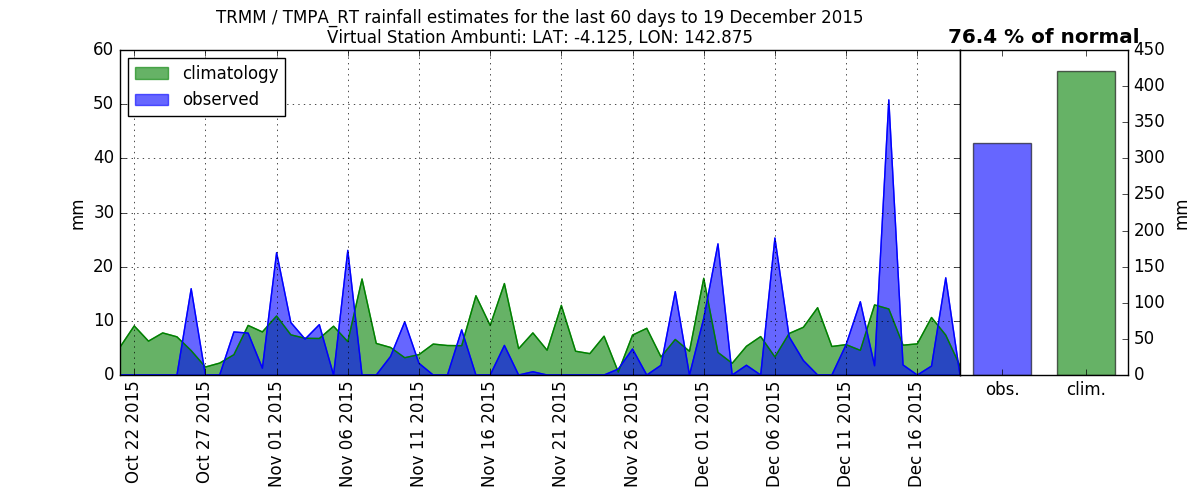 TRMM / TMPA_RT rainfall estimates for the last 60 days to 19 December 2015
Virtual Station Ambunti: LAT: -4.125, LON: 142.875
76.4 % of normal
climatology
observed
60
50
40
30
20
10
0
mm
Oct 22 2015
Oct 27 2015
Nov 01 2015
Nov 06 2015
Nov 11 2015
Nov 16 2015
Nov 21 2015
Nov 26 2015
Dec 01 2015
Dec 06 2015
Dec 11 2015
Dec 16 2015
450
400
350
300
250
200
150
100
50
0
mm
obs.
clim.